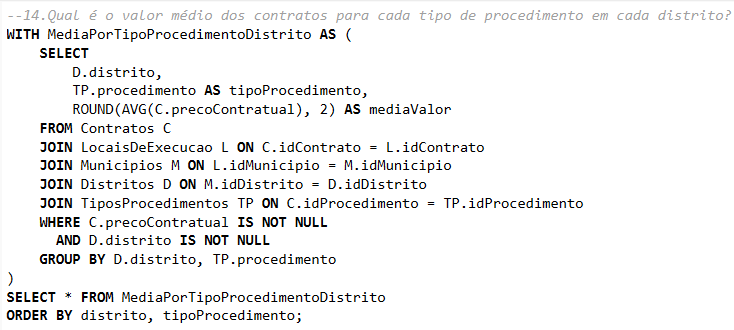 --14.Qual é o valor médio dos contratos para cada tipo de procedimento em cada distrito?
WITH MediaPorTipoProcedimentoDistrito AS (
    SELECT
        D.distrito,
        TP.procedimento AS tipoProcedimento,
        ROUND(AVG(C.precoContratual), 2) AS mediaValor
    FROM Contratos C
    JOIN LocaisDeExecucao L ON C.idContrato = L.idContrato
    JOIN Municipios M ON L.idMunicipio = M.idMunicipio
    JOIN Distritos D ON M.idDistrito = D.idDistrito
    JOIN TiposProcedimentos TP ON C.idProcedimento = TP.idProcedimento
    WHERE C.precoContratual IS NOT NULL
      AND D.distrito IS NOT NULL
    GROUP BY D.distrito, TP.procedimento
)
SELECT * FROM MediaPorTipoProcedimentoDistrito
ORDER BY distrito, tipoProcedimento;